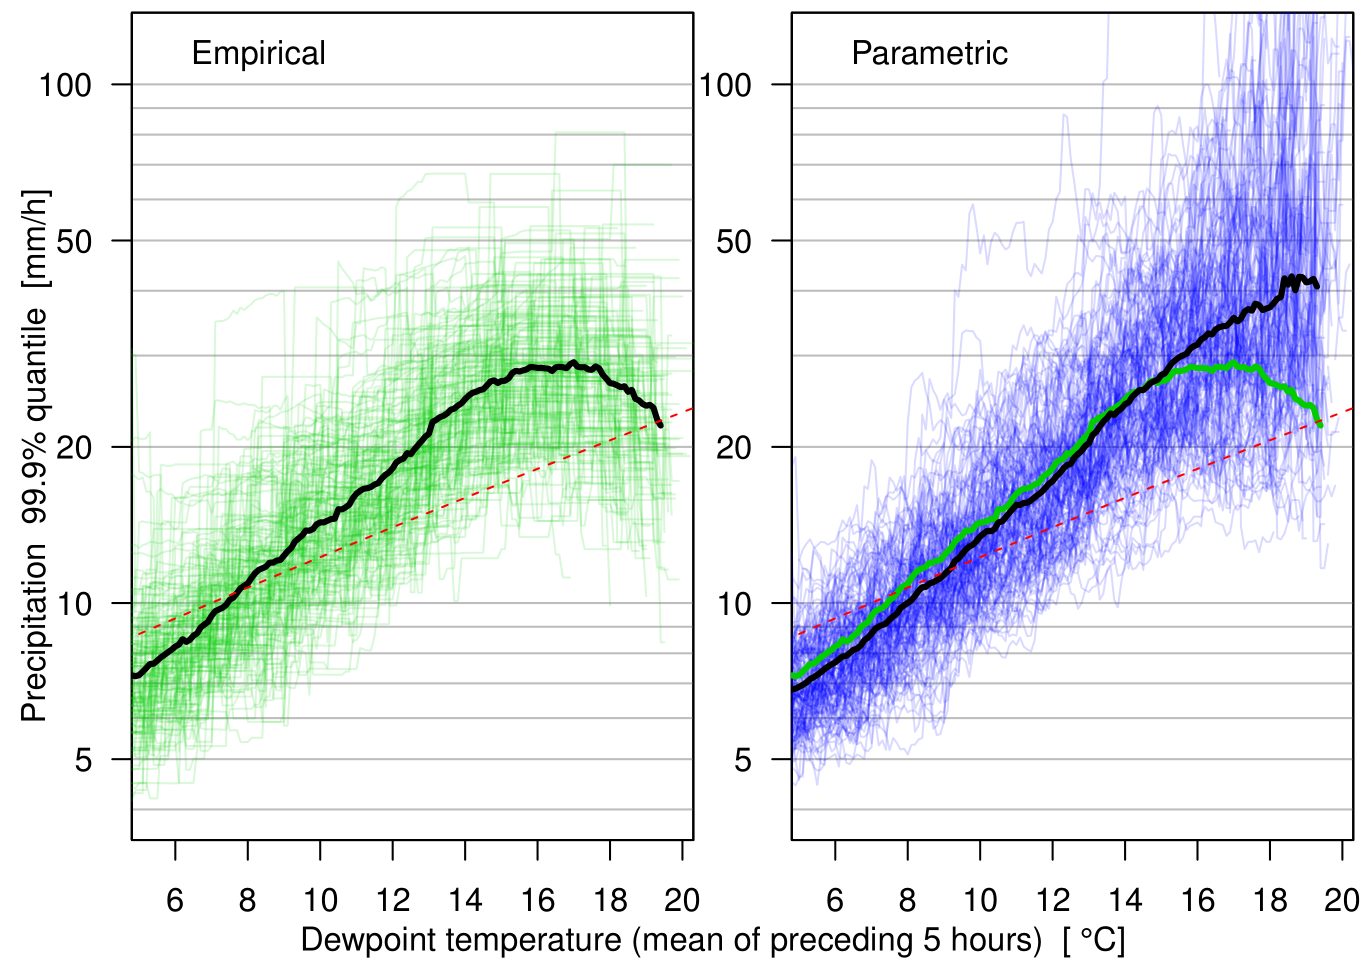 Empirical
Parametric
100
50
20
10
5
100
50
20
10
5
Precipitation 99.9% quantile [mm/h]
6 8 10 12 14 16 18 20
6 8 10 12 14 16 18 20
Dewpoint temperature (mean of preceding 5 hours) [ °C]